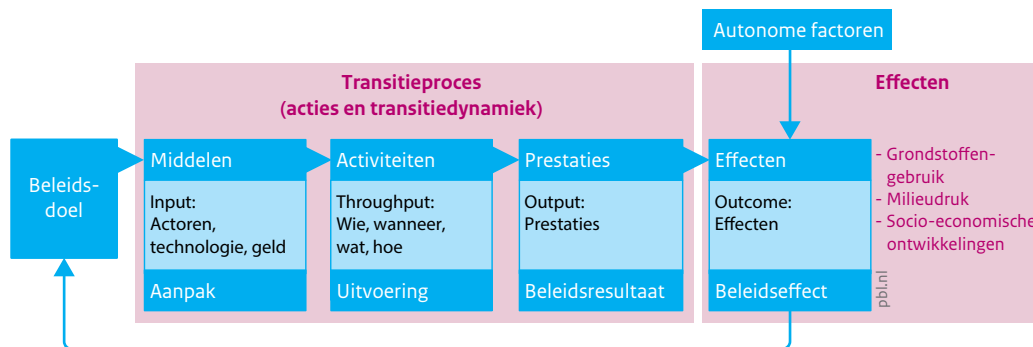 Autonome factoren
Transitieproces
(acties en transitiedynamiek)
Effecten
Beleids-
doel
Middelen
Input:
Actoren,
technologie, geld
Aanpak
Activiteiten
Throughput:
Wie, wanneer,
wat, hoe
Uitvoering
Prestaties
Output:
Prestaties
Beleidsresultaat
Effecten
Outcome:
Effecten
Beleidseffect
- Grondstoffen-
gebruik
- Milieudruk
- Socio-economische
ontwikkelingen
pbl.nl